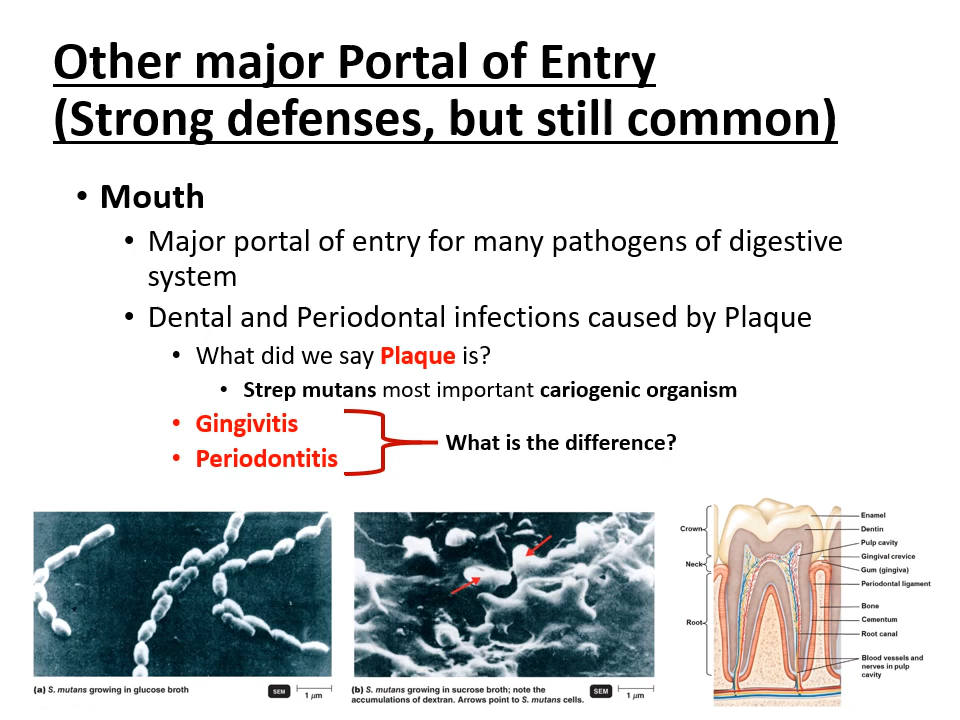 Other major Portal of Entry
(Strong defenses, but still common)
• Mouth
• Major portal of entry for many pathogens of digestive
system
• Dental and Periodontal infections caused by Plaque
• What did we say Plaque is?
• Strep mutans most important cariogenic organism
• Gingivitis
• Periodontitis
What is the difference?
(a) S. mutans growing in glucose broth
SEM
1 μm
(b) S. mutans growing in sucrose broth; note the
accumulations of dextran. Arrows point to S. mutans cells.
SEM
1 μm
Crown
Neck
Root
Enamel
Dentin
Pulp cavity
Gingival crevice
Gum (gingiva)
Periodontal ligament
Bone
Cementum
Root canal
Blood vessels and
nerves in pulp
cavity